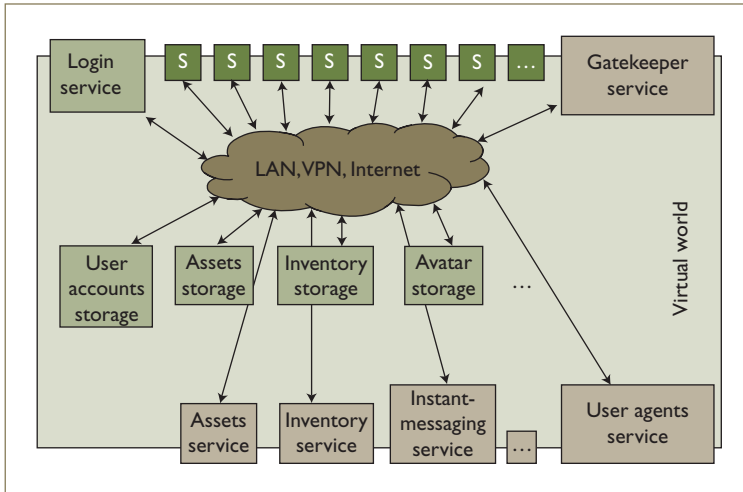 Login
service
S S S S S S S ...
Gatekeeper
service
LAN, VPN, Internet
User
accounts
storage
Assets
storage
Inventory
storage
Avatar
storage
...
Virtual world
Assets
service
Inventory
service
Instant-
messaging
service
...
User agents
service